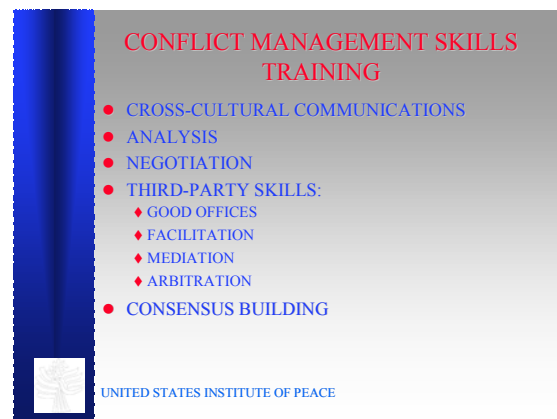 CONFLICT MANAGEMENT SKILLS
TRAINING
CROSS-CULTURAL COMMUNICATIONS
ANALYSIS
NEGOTIATION
THIRD-PARTY SKILLS:
GOOD OFFICES
FACILITATION
MEDIATION
ARBITRATION
CONSENSUS BUILDING
UNITED STATES INSTITUTE OF PEACE